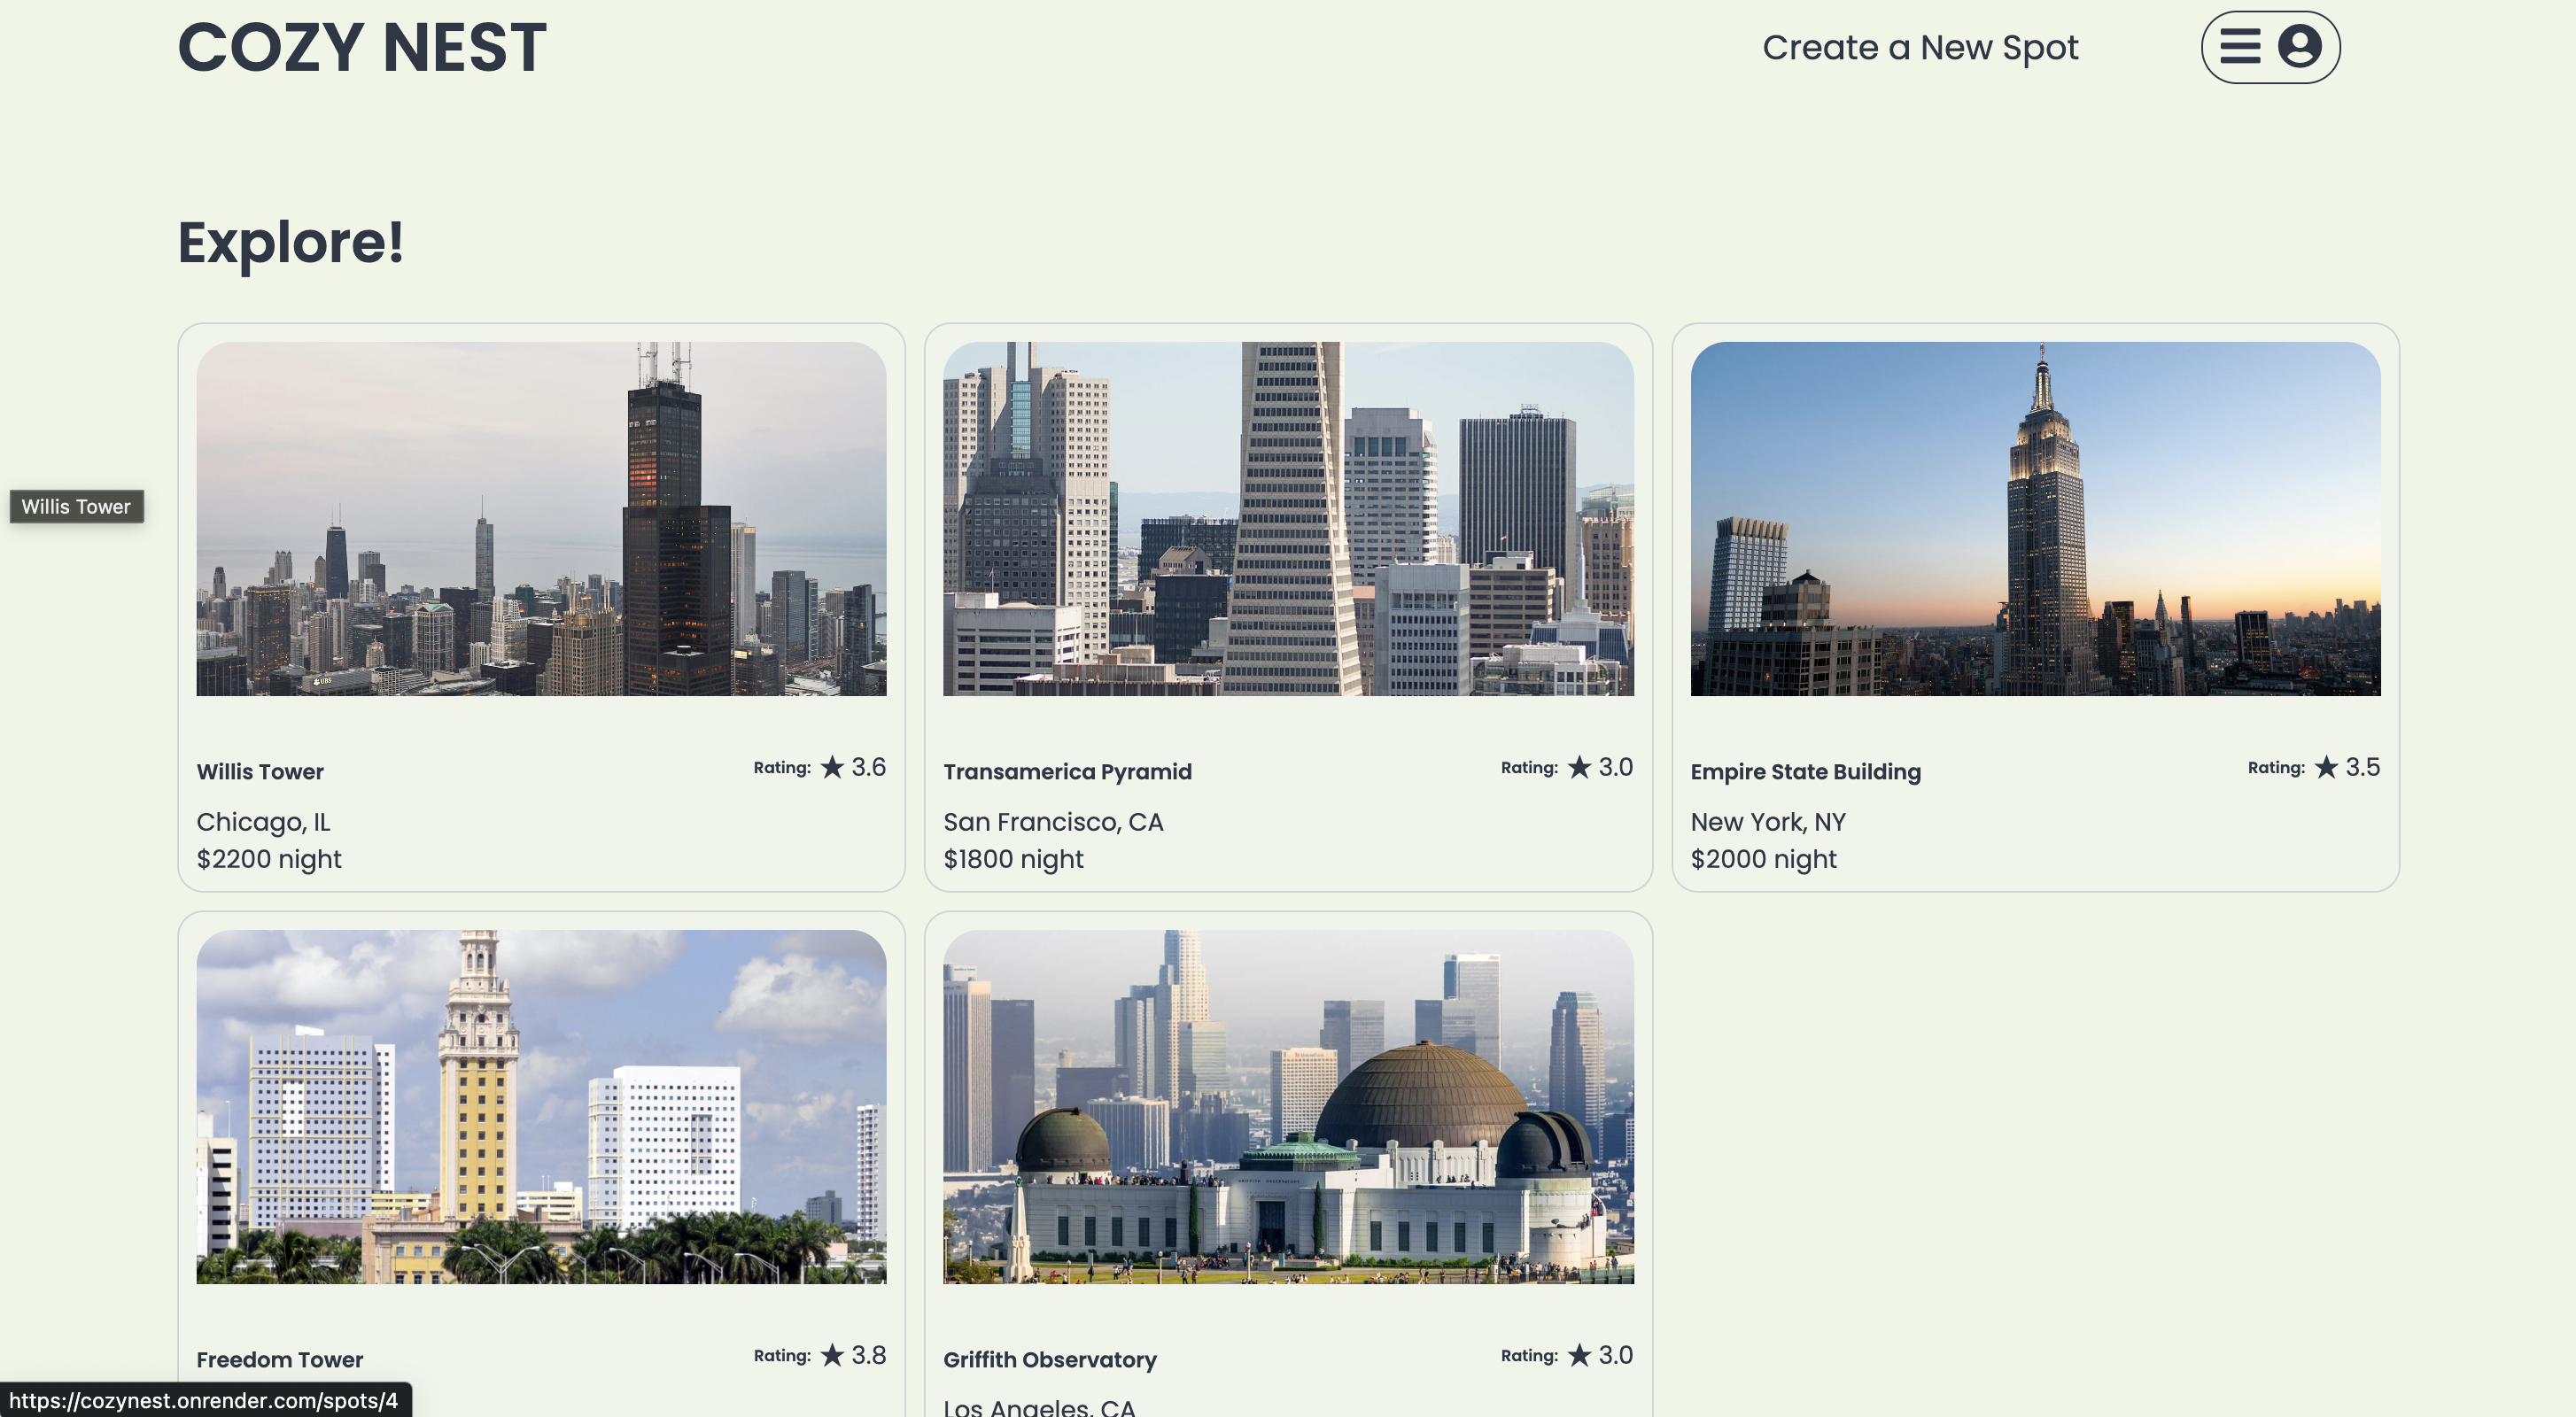 COZY NEST
Create a New Spot
Explore!
Willis Tower
UBS
Willis Tower
Rating: ★ 3.6
Chicago, IL
$2200 night
Transamerica Pyramid
Rating: ★ 3.0
San Francisco, CA
$1800 night
Empire State Building
Rating: ★ 3.5
New York, NY
$2000 night
GRIFFITH OBSERVATORY
Freedom Tower
Rating: ★ 3.8
Griffith Observatory
Rating: ★ 3.0
Los Angeles, CA
https://cozynest.onrender.com/spots/4